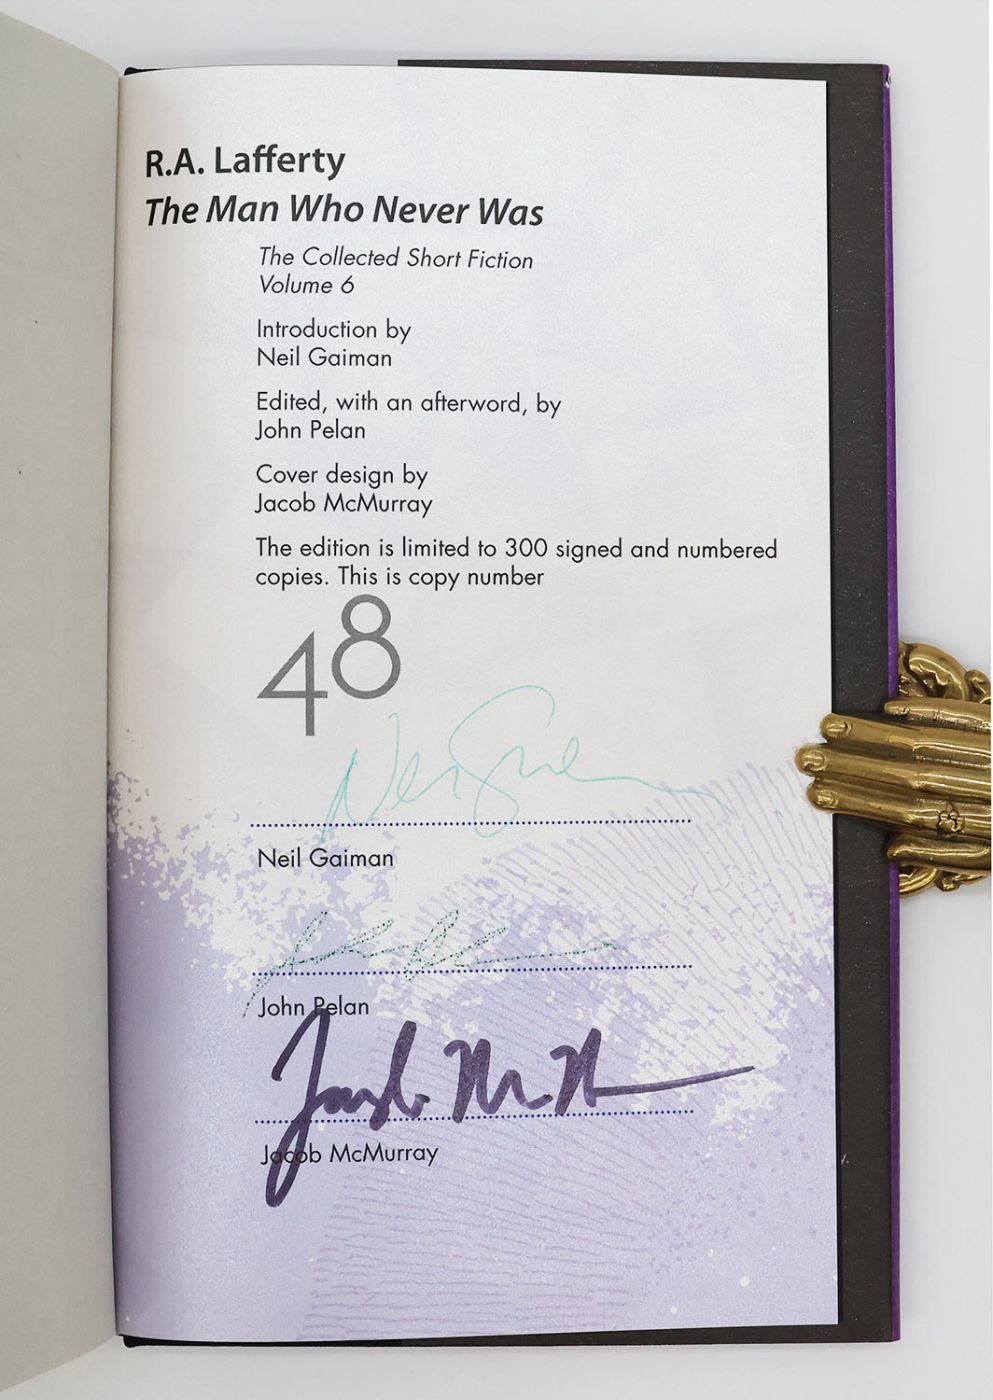 R.A. Lafferty
The Man Who Never Was
The Collected Short Fiction
Volume 6
Introduction by
Neil Gaiman
Edited, with an afterword, by
John Pelan
Cover design by
Jacob McMurray
The edition is limited to 300 signed and numbered
copies. This is copy number
48
Neil Gaiman
John Pelan
Jacob McMurray